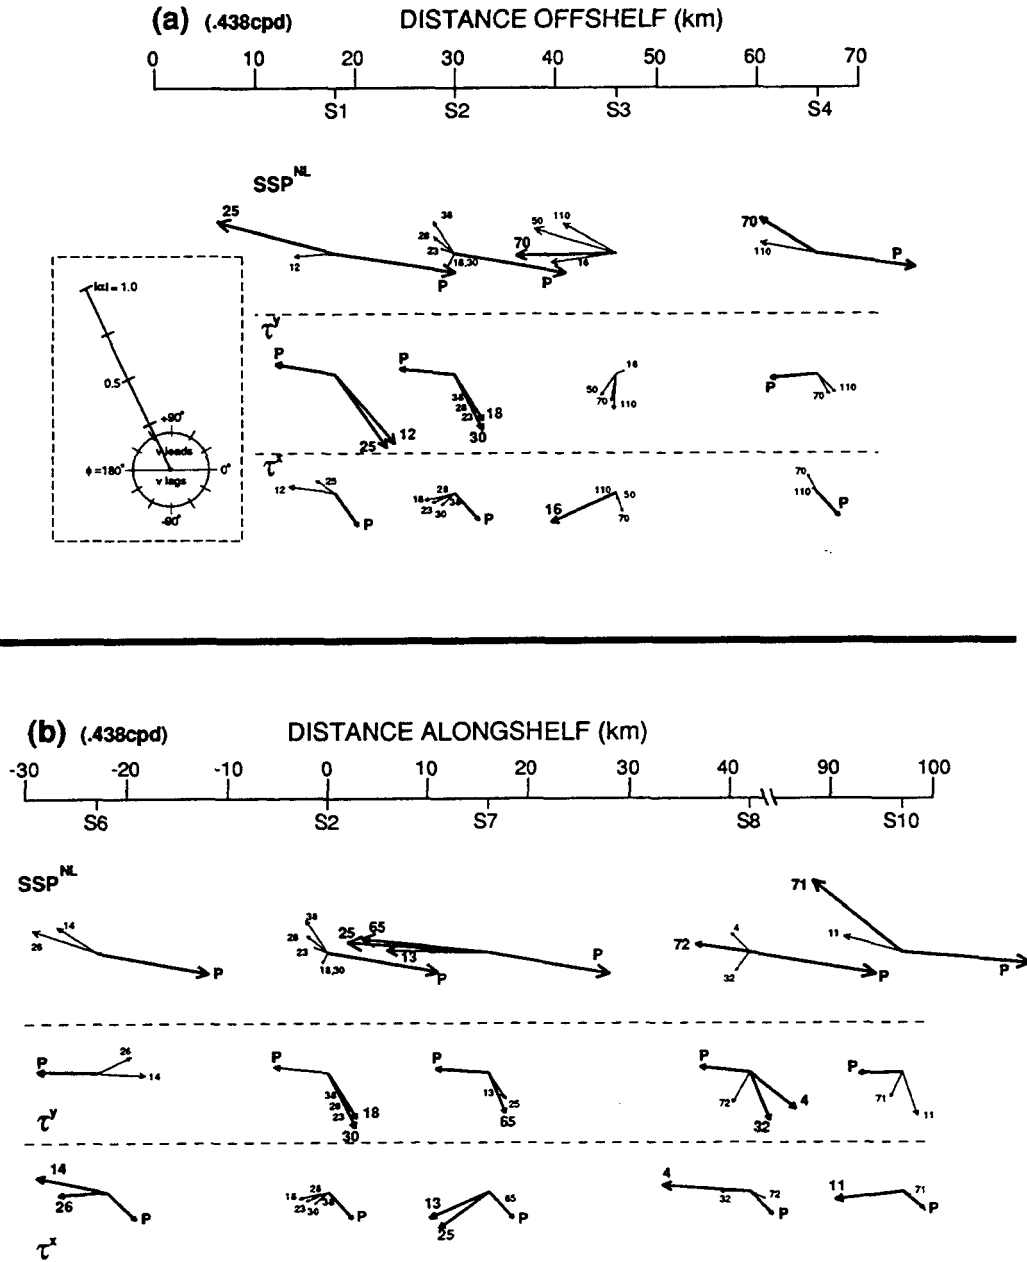 (a) (.438cpd) DISTANCE OFFSHELF (km)
0 10 20 30 40 50 60 70
S1 S2 S3 S4
SSP^NL
25 12 P
38 28 23 18,30 P
50 110 70 16
70 110 P
|α| = 1.0
0.5
+90°
v leads
ϕ = 180° 0°
v lags
-90°
τ^y
P 25 12
P 38 28 23 18 30
16 50 70 110
P 70 110
τ^x
12 25 P
18 28 23 30 38 P
16 110 50 70
70 110 P
(b) (.438cpd) DISTANCE ALONGSHELF (km)
-30 -20 -10 0 10 20 30 40 90 100
S6 S2 S7 S8 S10
SSP^NL
26 14 P
38 28 23 18,30 P
25 65 13 P
72 4 32 P
71 11 P
τ^y
P 26 14
P 38 28 23 18 30
P 13 25 65
P 72 32 4
P 71 11
τ^x
14 26 P
18 28 23 30 38 P
13 25 65 P
4 32 72 P
11 71 P